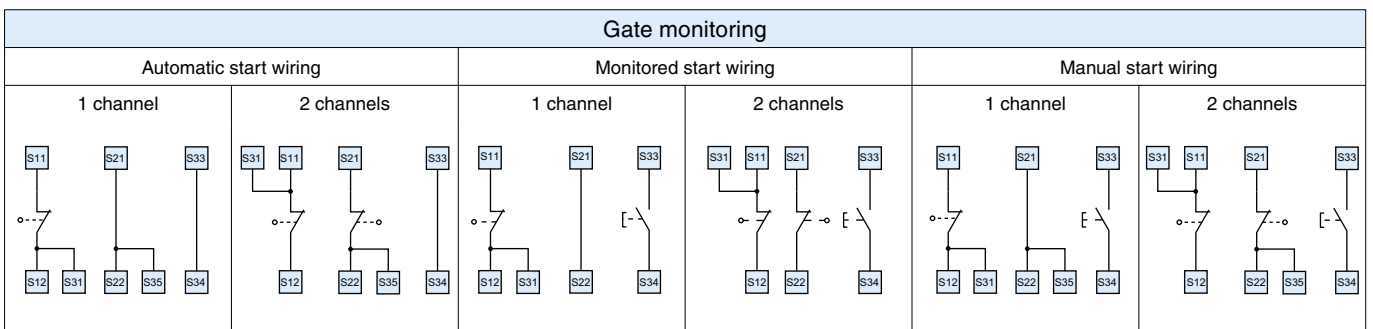 Gate monitoring
Automatic start wiring Monitored start wiring Manual start wiring
1 channel 2 channels 1 channel 2 channels 1 channel 2 channels
S11 S21 S33 S31 S11 S21 S33 S11 S21 S33 S31 S11 S21 S33 S11 S21 S33 S31 S11 S21 S33
S12 S31 S22 S35 S34 S12 S22 S35 S34 S12 S31 S22 S34 S12 S22 S34 S12 S31 S22 S35 S34 S12 S22 S35 S34